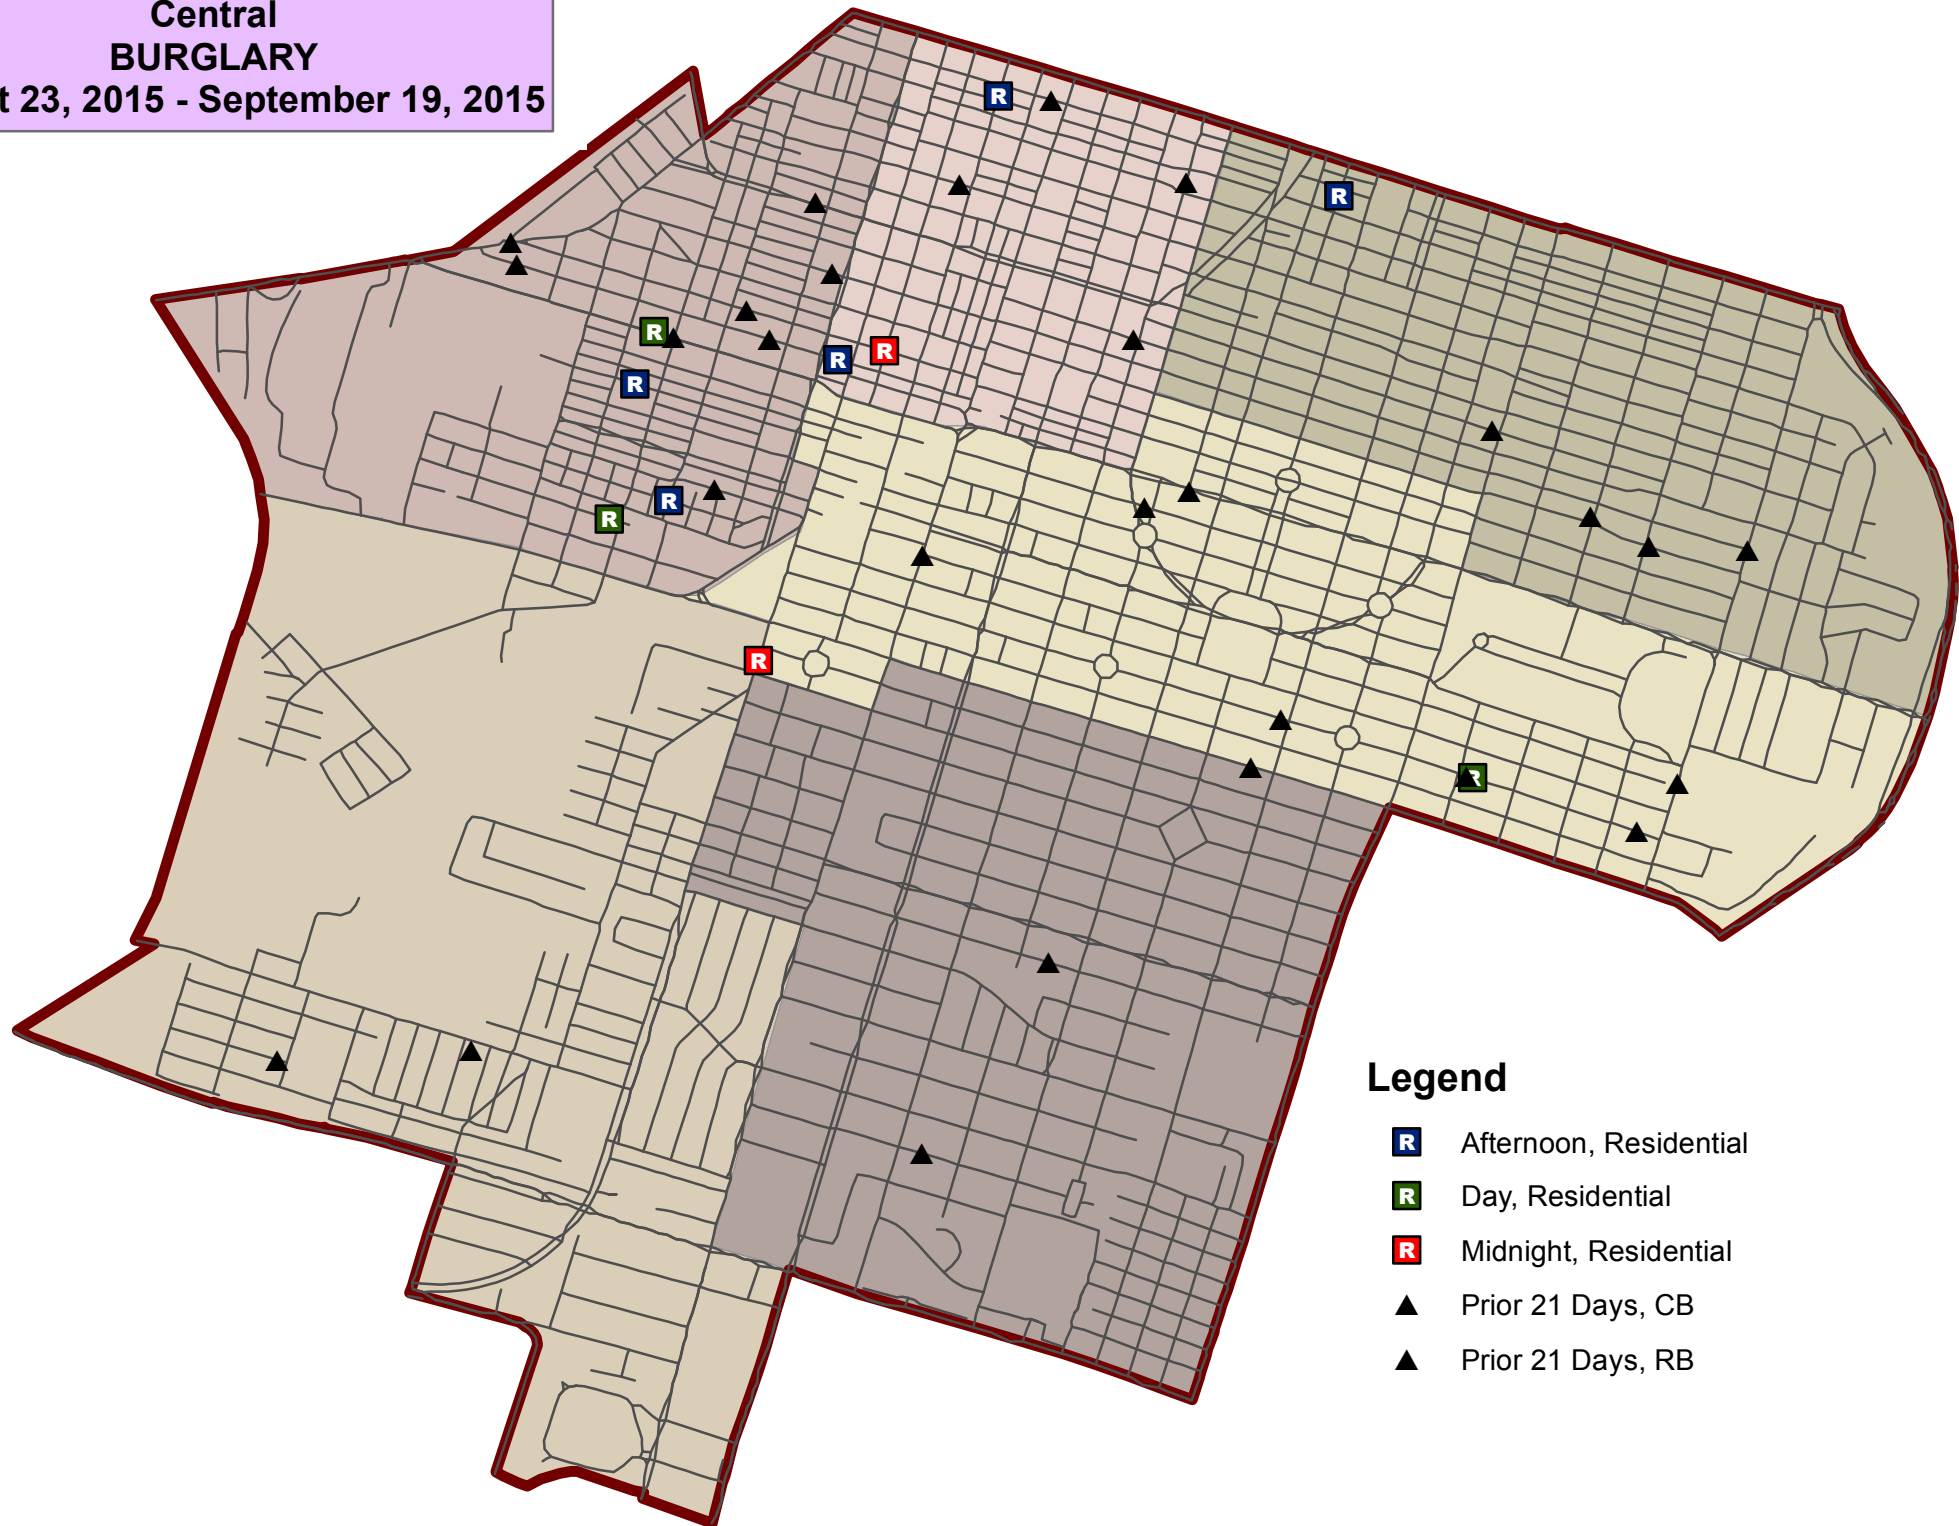 Central
BURGLARY
t 23, 2015 - September 19, 2015
R
R
R
R
R
R
R
R
R
R
Legend
R Afternoon, Residential
R Day, Residential
R Midnight, Residential
Prior 21 Days, CB
Prior 21 Days, RB